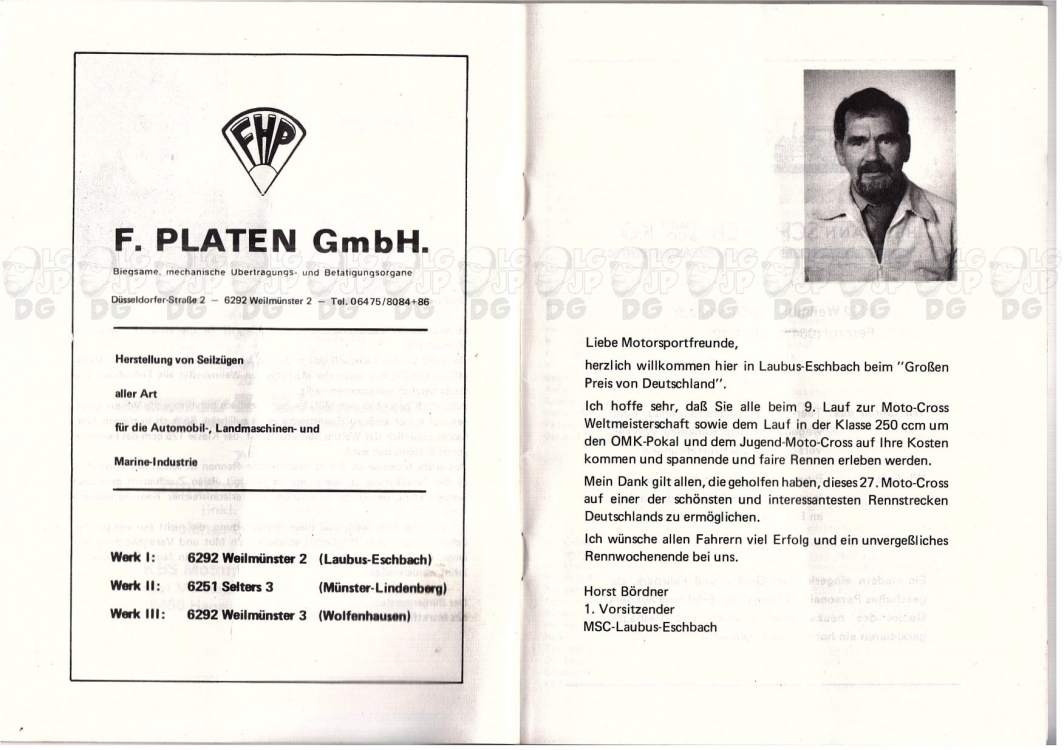 FHP
F. PLATEN GmbH.
Biegsame, mechanische Übertragungs- und Betätigungsorgane
Düsseldorfer-Straße 2 — 6292 Weilmünster 2 — Tel. 06475/8084+86
Herstellung von Seilzügen
aller Art
für die Automobil-, Landmaschinen- und
Marine-Industrie
Werk I: 6292 Weilmünster 2 (Laubus-Eschbach)
Werk II: 6251 Selters 3 (Münster-Lindenberg)
Werk III: 6292 Weilmünster 3 (Wolfenhausen)
Liebe Motorsportfreunde,
herzlich willkommen hier in Laubus-Eschbach beim "Großen
Preis von Deutschland".
Ich hoffe sehr, daß Sie alle beim 9. Lauf zur Moto-Cross
Weltmeisterschaft sowie dem Lauf in der Klasse 250 ccm um
den OMK-Pokal und dem Jugend-Moto-Cross auf Ihre Kosten
kommen und spannende und faire Rennen erleben werden.
Mein Dank gilt allen, die geholfen haben, dieses 27. Moto-Cross
auf einer der schönsten und interessantesten Rennstrecken
Deutschlands zu ermöglichen.
Ich wünsche allen Fahrern viel Erfolg und ein unvergeßliches
Rennwochenende bei uns.
Horst Bördner
1. Vorsitzender
MSC-Laubus-Eschbach